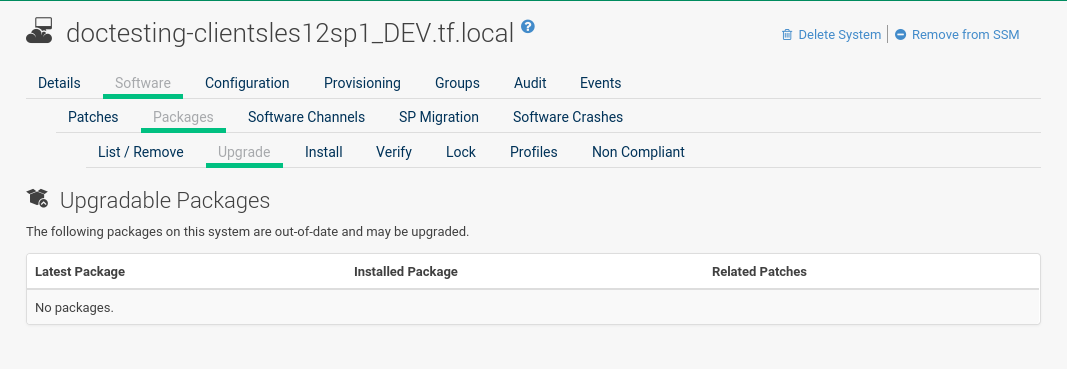 doctesting-clientsles12sp1_DEV.tf.local ?
Delete System Remove from SSM
Details Software Configuration Provisioning Groups Audit Events
Patches Packages Software Channels SP Migration Software Crashes
List / Remove Upgrade Install Verify Lock Profiles Non Compliant
Upgradable Packages
The following packages on this system are out-of-date and may be upgraded.
Latest Package Installed Package Related Patches
No packages.